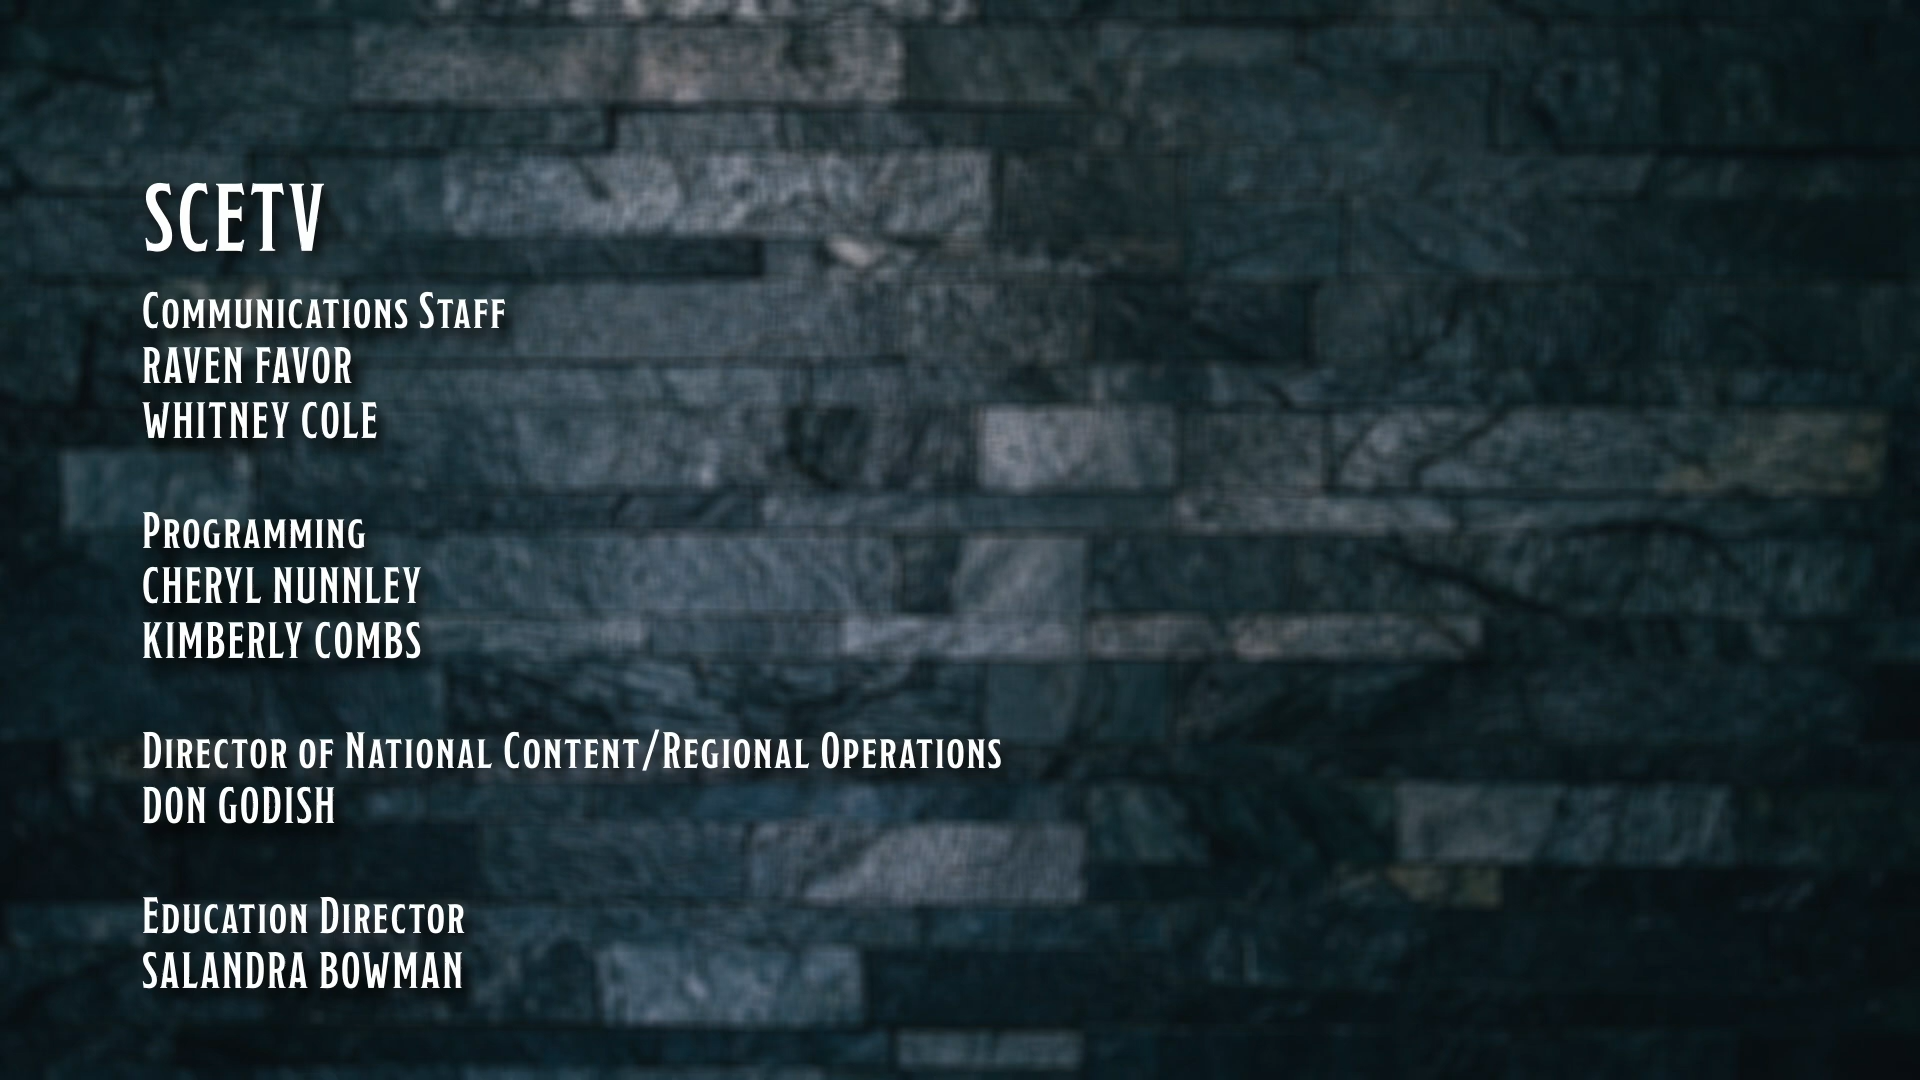 SCETV
Communications Staff
RAVEN FAVOR
WHITNEY COLE
Programming
CHERYL NUNNLEY
KIMBERLY COMBS
Director of National Content/Regional Operations
DON GODISH
Education Director
SALANDRA BOWMAN